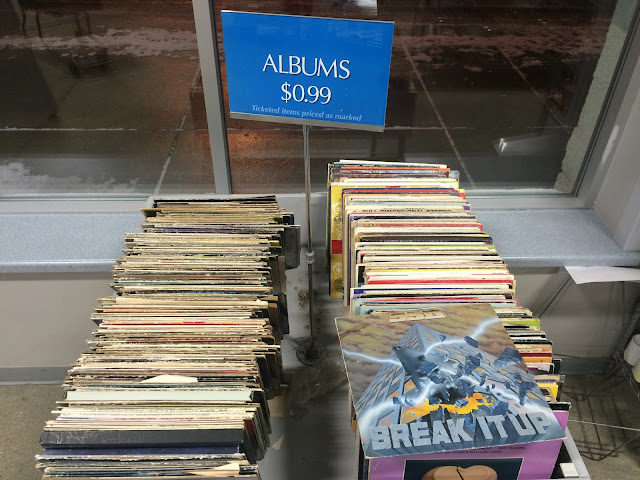 ALBUMS
$0.99
Ticketed items priced as marked
BREAK IT UP